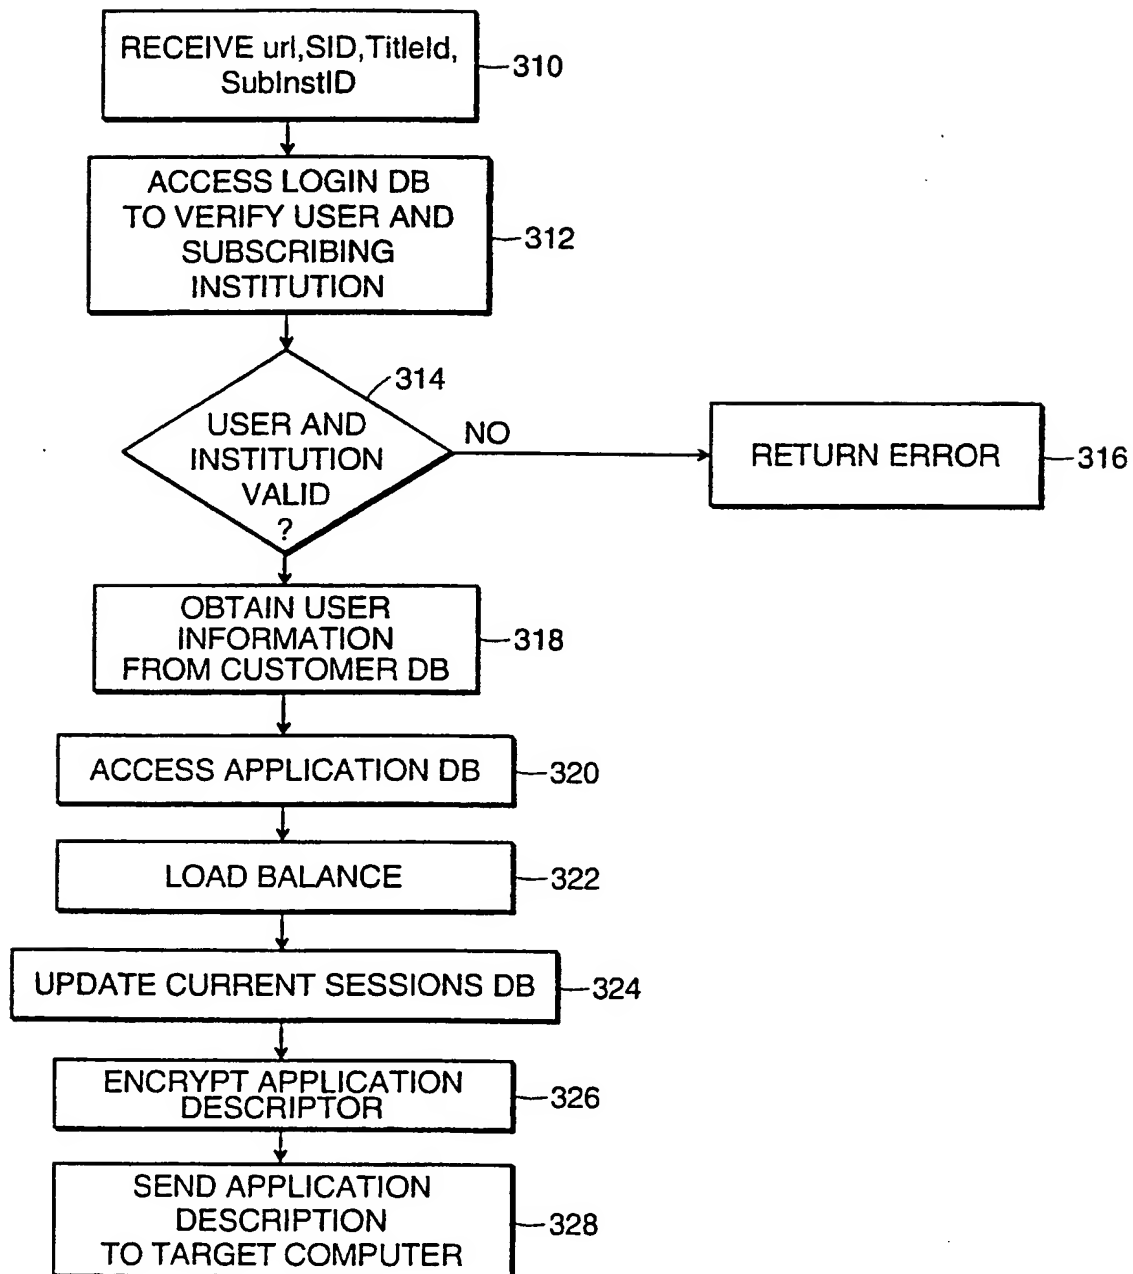 RECEIVE url,SID,TitleId,
SubInstID
310
ACCESS LOGIN DB
TO VERIFY USER AND
SUBSCRIBING
INSTITUTION
312
314
USER AND
INSTITUTION
VALID
?
NO
RETURN ERROR
316
OBTAIN USER
INFORMATION
FROM CUSTOMER DB
318
ACCESS APPLICATION DB
320
LOAD BALANCE
322
UPDATE CURRENT SESSIONS DB
324
ENCRYPT APPLICATION
DESCRIPTOR
326
SEND APPLICATION
DESCRIPTION
TO TARGET COMPUTER
328